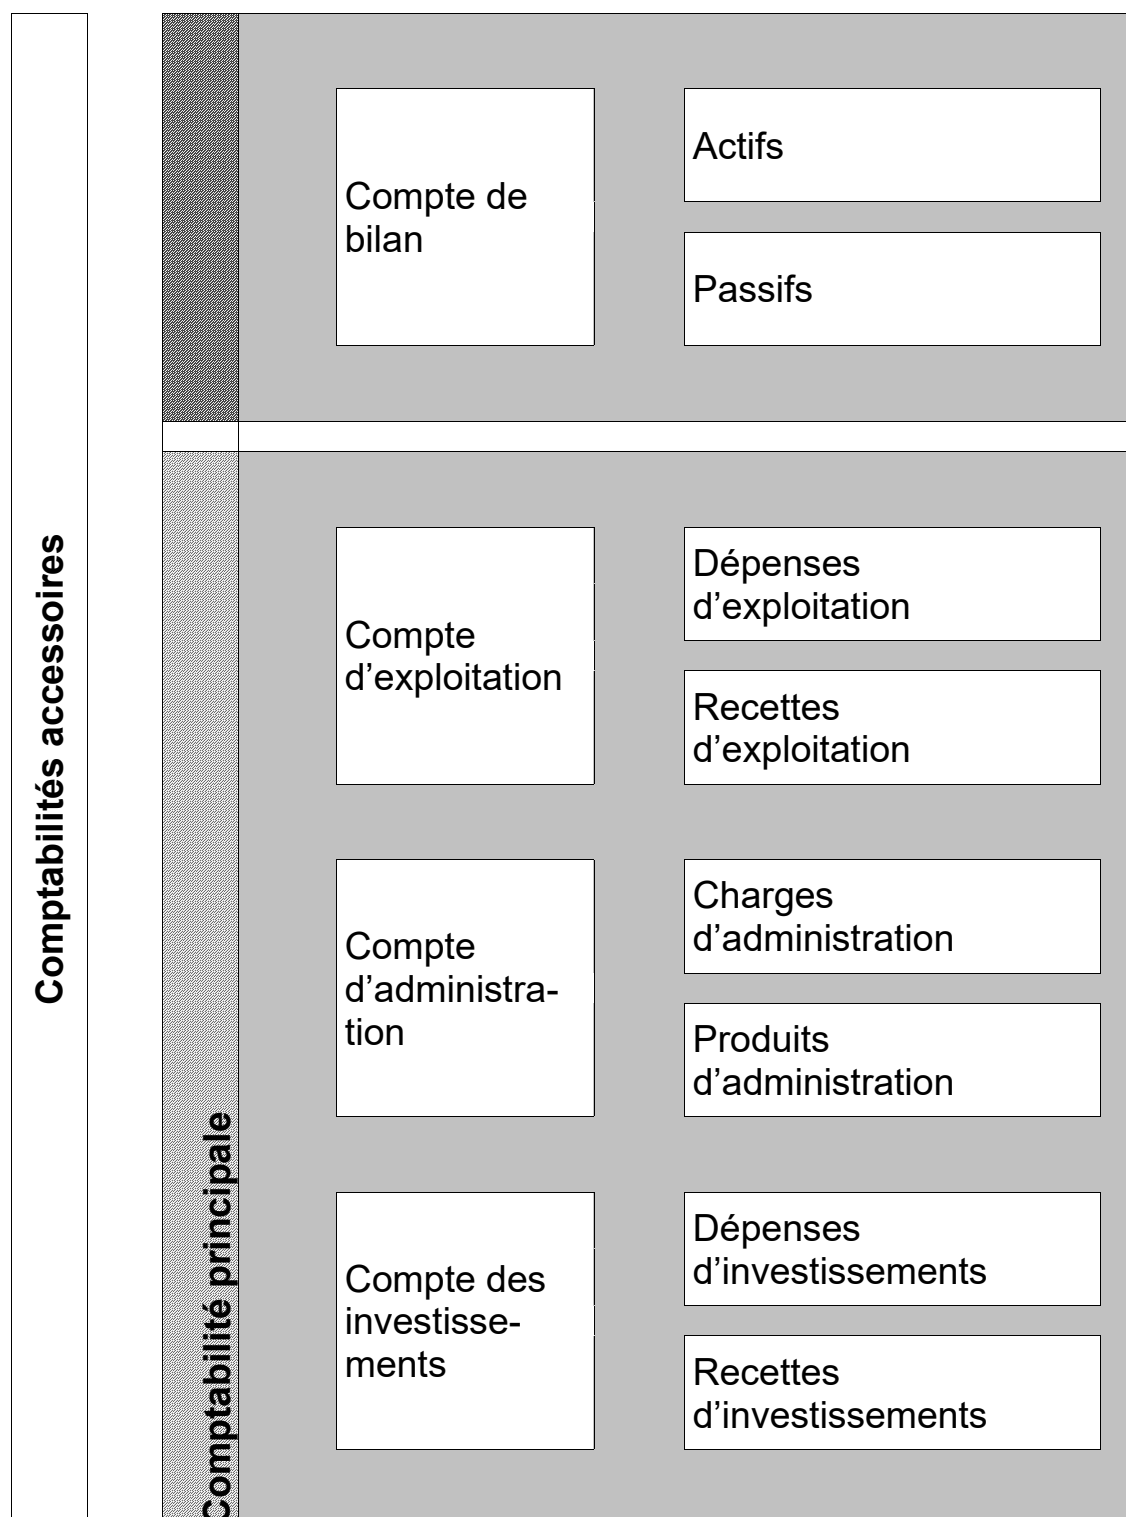 Comptabilités accessoires
Comptabilité principale
Compte de
bilan
Actifs
Passifs
Compte
d’exploitation
Dépenses
d’exploitation
Recettes
d’exploitation
Compte
d’administra-
tion
Charges
d’administration
Produits
d’administration
Compte des
investisse-
ments
Dépenses
d’investissements
Recettes
d’investissements